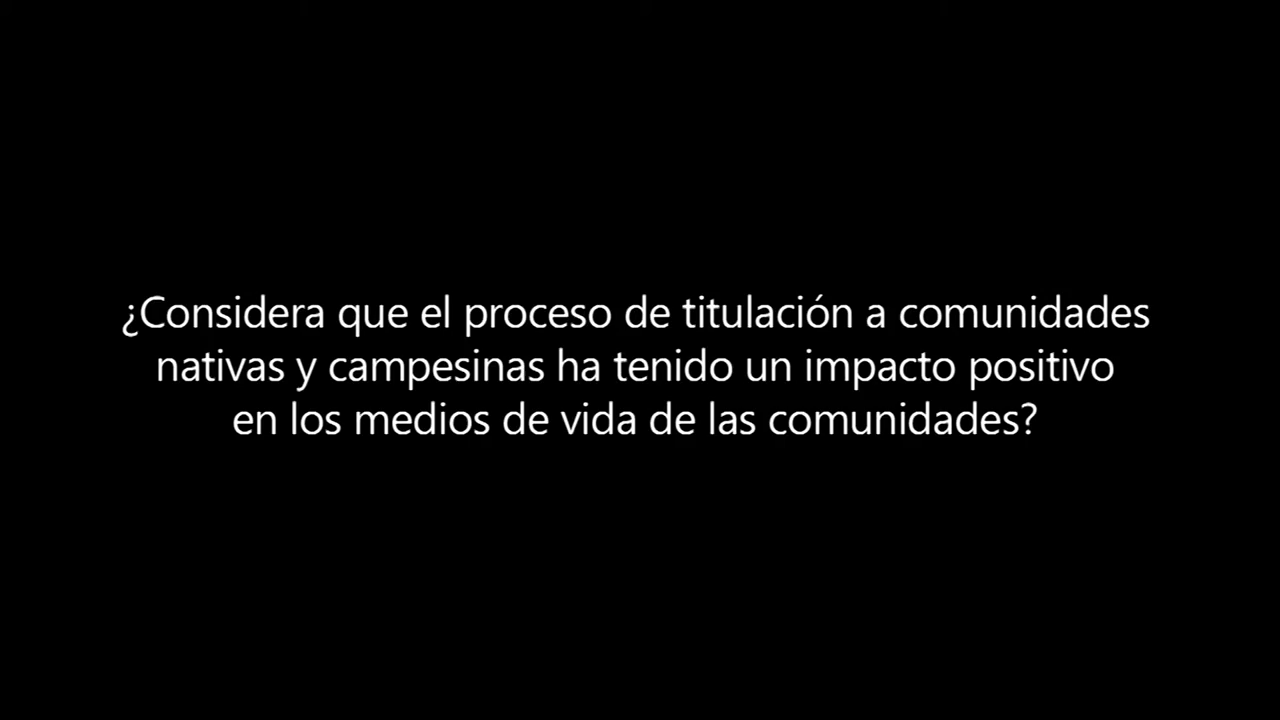 ¿Considera que el proceso de titulación a comunidades
nativas y campesinas ha tenido un impacto positivo
en los medios de vida de las comunidades?